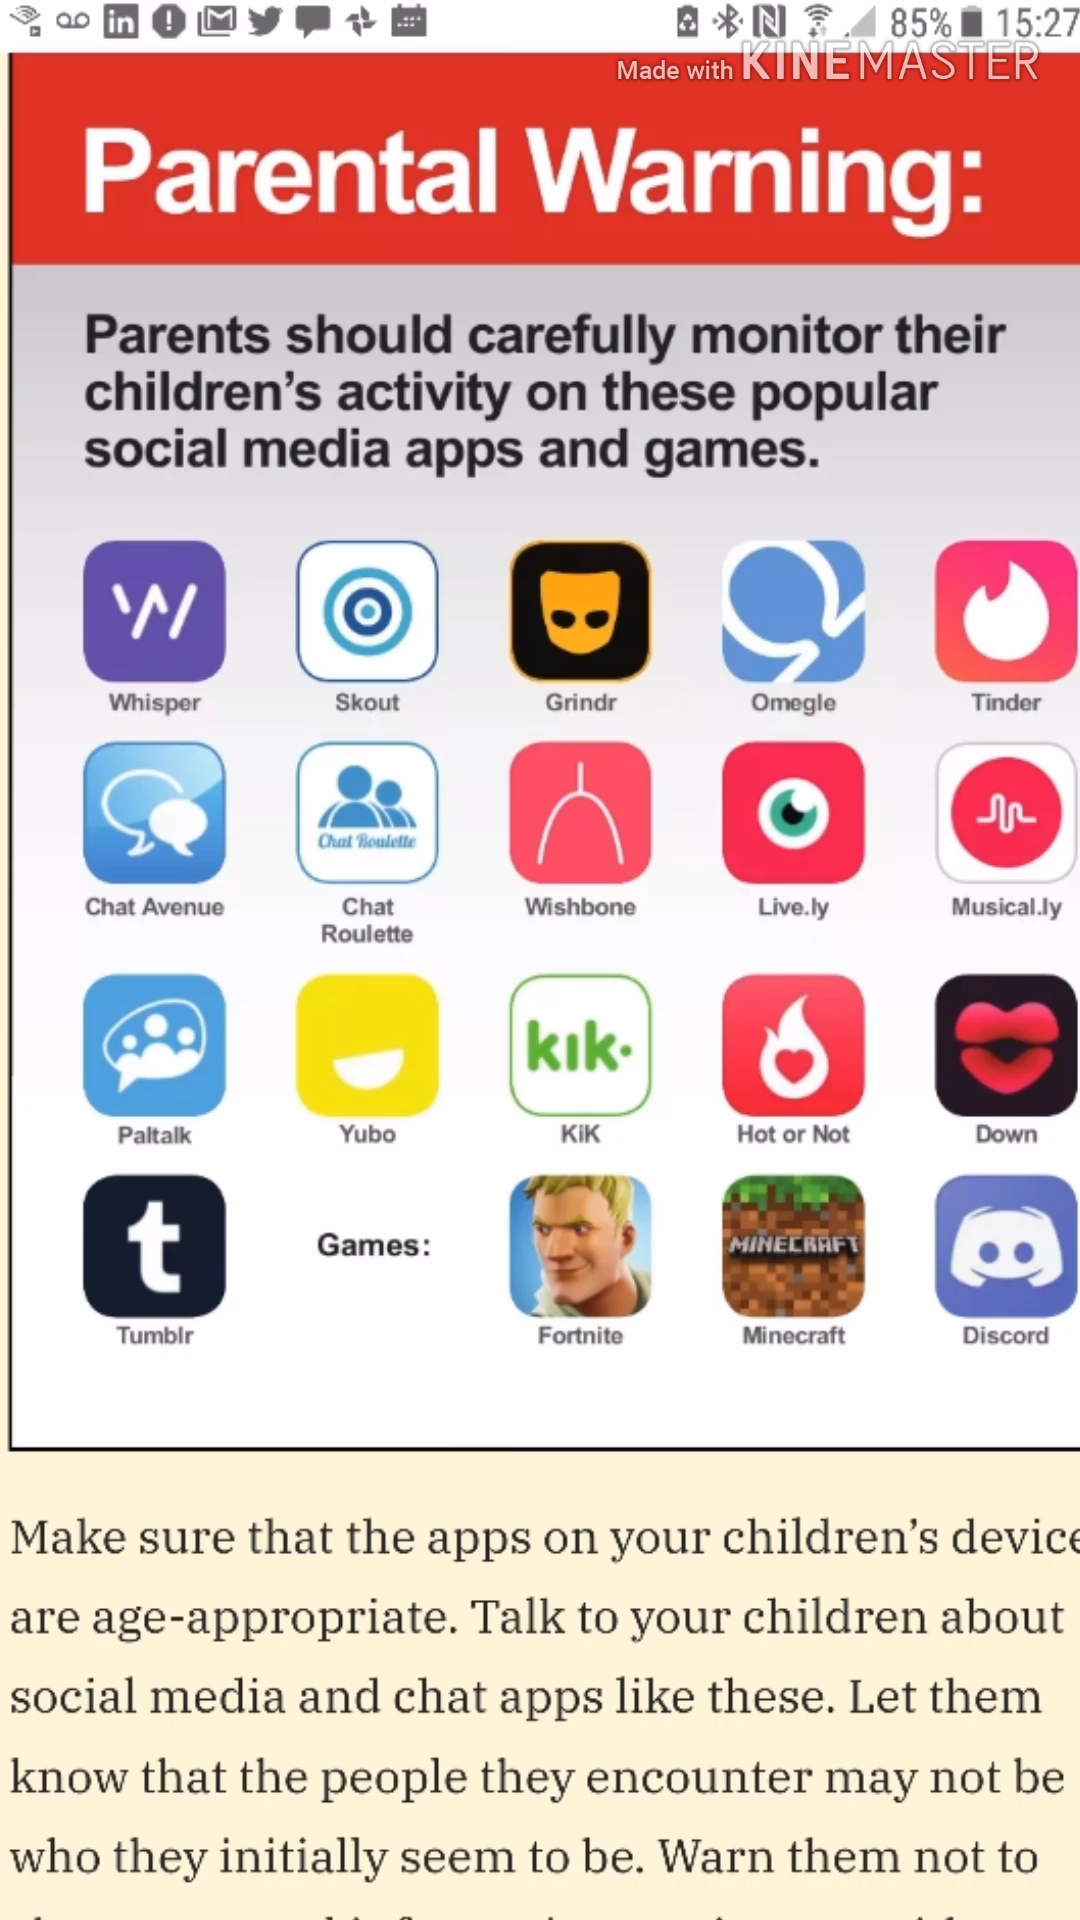 85% 15:27
Made with KINEMASTER
Parental Warning:
Parents should carefully monitor their
children's activity on these popular
social media apps and games.
Whisper Skout Grindr Omegle Tinder
Chat Roulette
Chat Avenue Chat Wishbone Live.ly Musical.ly
Roulette
kik.
Paltalk Yubo KiK Hot or Not Down
t Games: MINECRAFT
Tumblr Fortnite Minecraft Discord
Make sure that the apps on your children's device
are age-appropriate. Talk to your children about
social media and chat apps like these. Let them
know that the people they encounter may not be
who they initially seem to be. Warn them not to